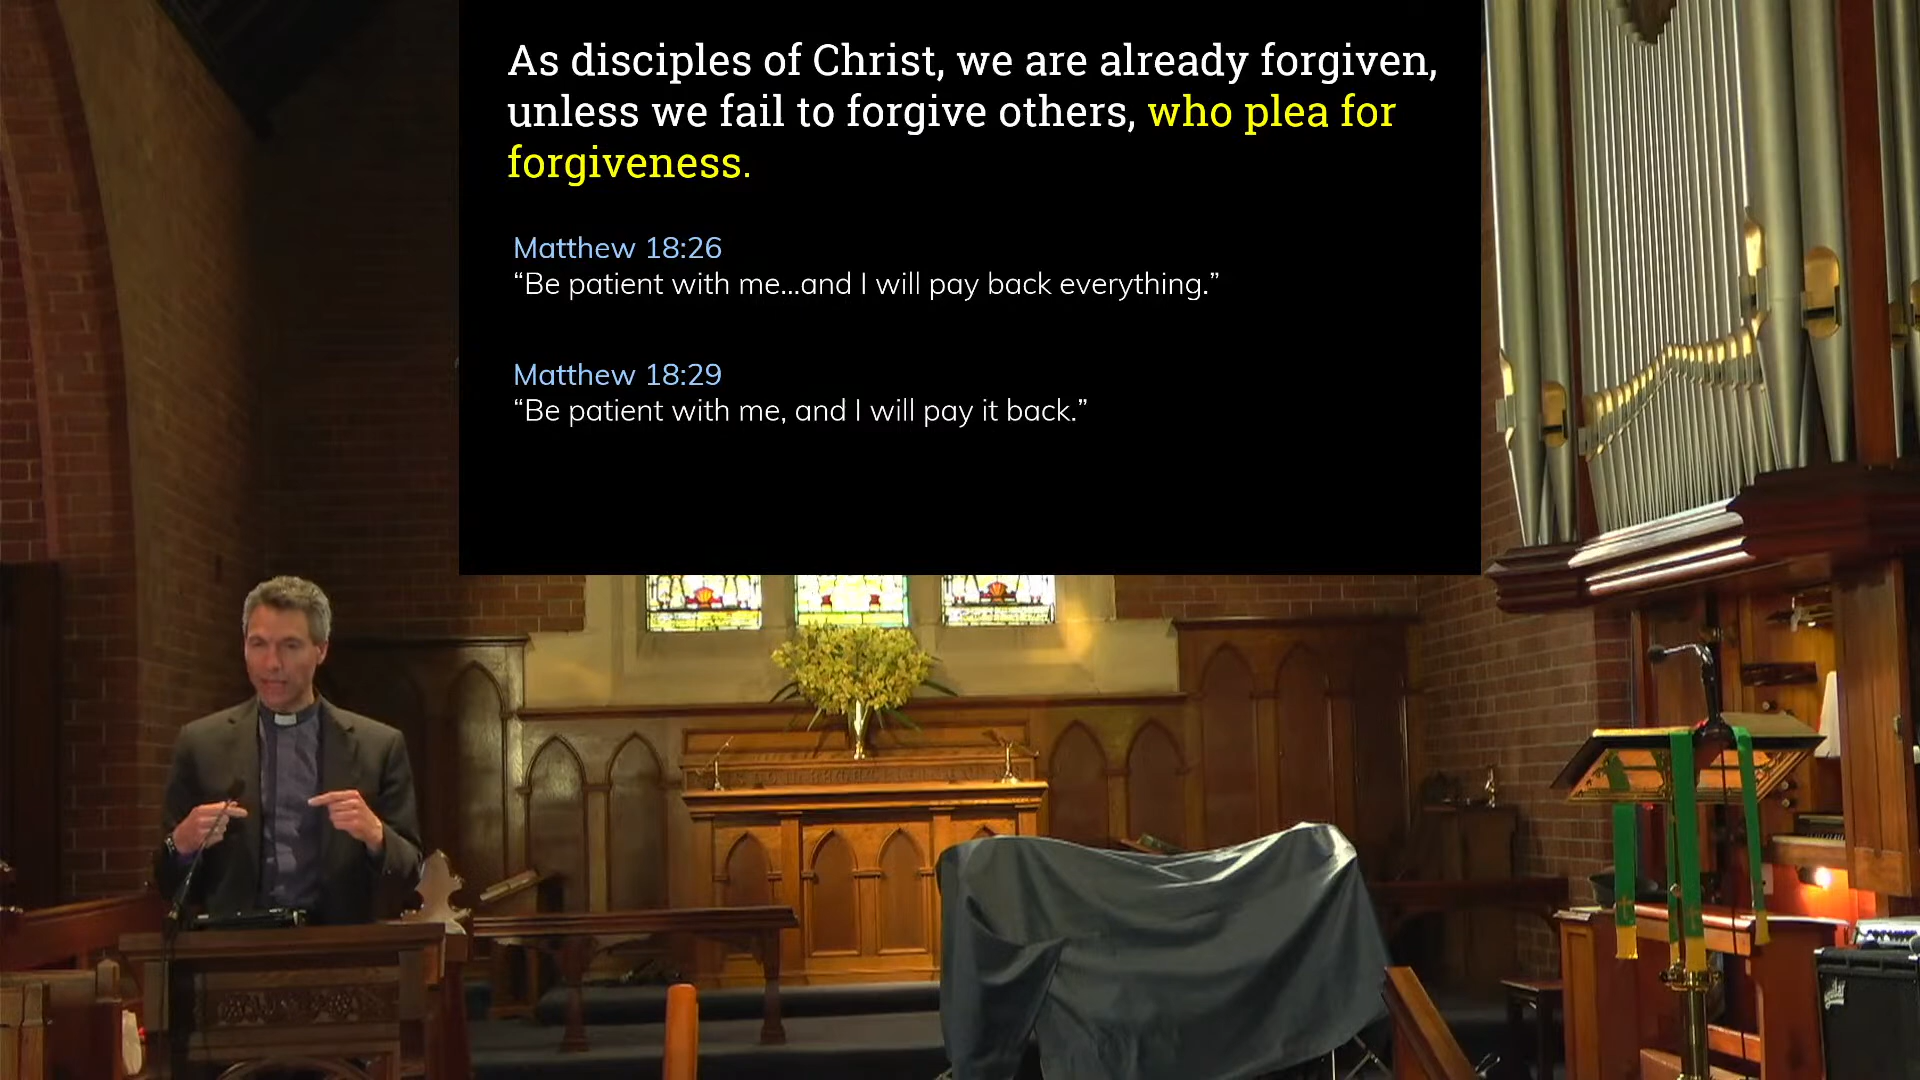 As disciples of Christ, we are already forgiven,
unless we fail to forgive others, who plea for
forgiveness.
Matthew 18:26
“Be patient with me...and I will pay back everything.”
Matthew 18:29
“Be patient with me, and I will pay it back.”